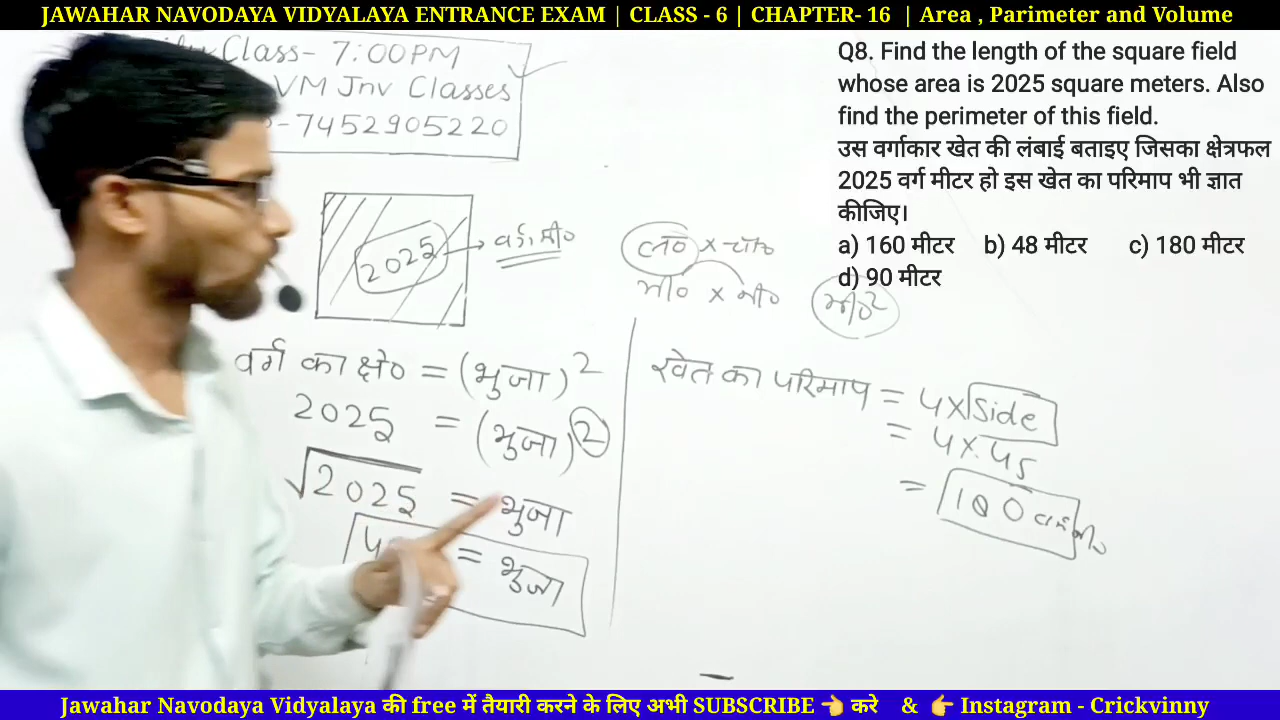 JAWAHAR NAVODAYA VIDYALAYA ENTRANCE EXAM | CLASS - 6 | CHAPTER- 16 | Area , Parimeter and Volume
Class- 7:00PM
VM Jnv Classes
-7452905220
Q8. Find the length of the square field
whose area is 2025 square meters. Also
find the perimeter of this field.
उस वर्गाकार खेत की लंबाई बताइए जिसका क्षेत्रफल
2025 वर्ग मीटर हो इस खेत का परिमाप भी ज्ञात
कीजिए।
a) 160 मीटर b) 48 मीटर c) 180 मीटर
d) 90 मीटर
2025 → वर्ग मी०
ल० × चौ०
मी० × मी० मी०2
वर्ग का क्षे० = (भुजा)2
2025 = (भुजा)2
√2025 = भुजा
= भुजा
खेत का परिमाप = 4×Side
= 4×45
= 180 वर्ग मी०
Jawahar Navodaya Vidyalaya की free में तैयारी करने के लिए अभी SUBSCRIBE 👈 करे & 👉 Instagram - Crickvinny